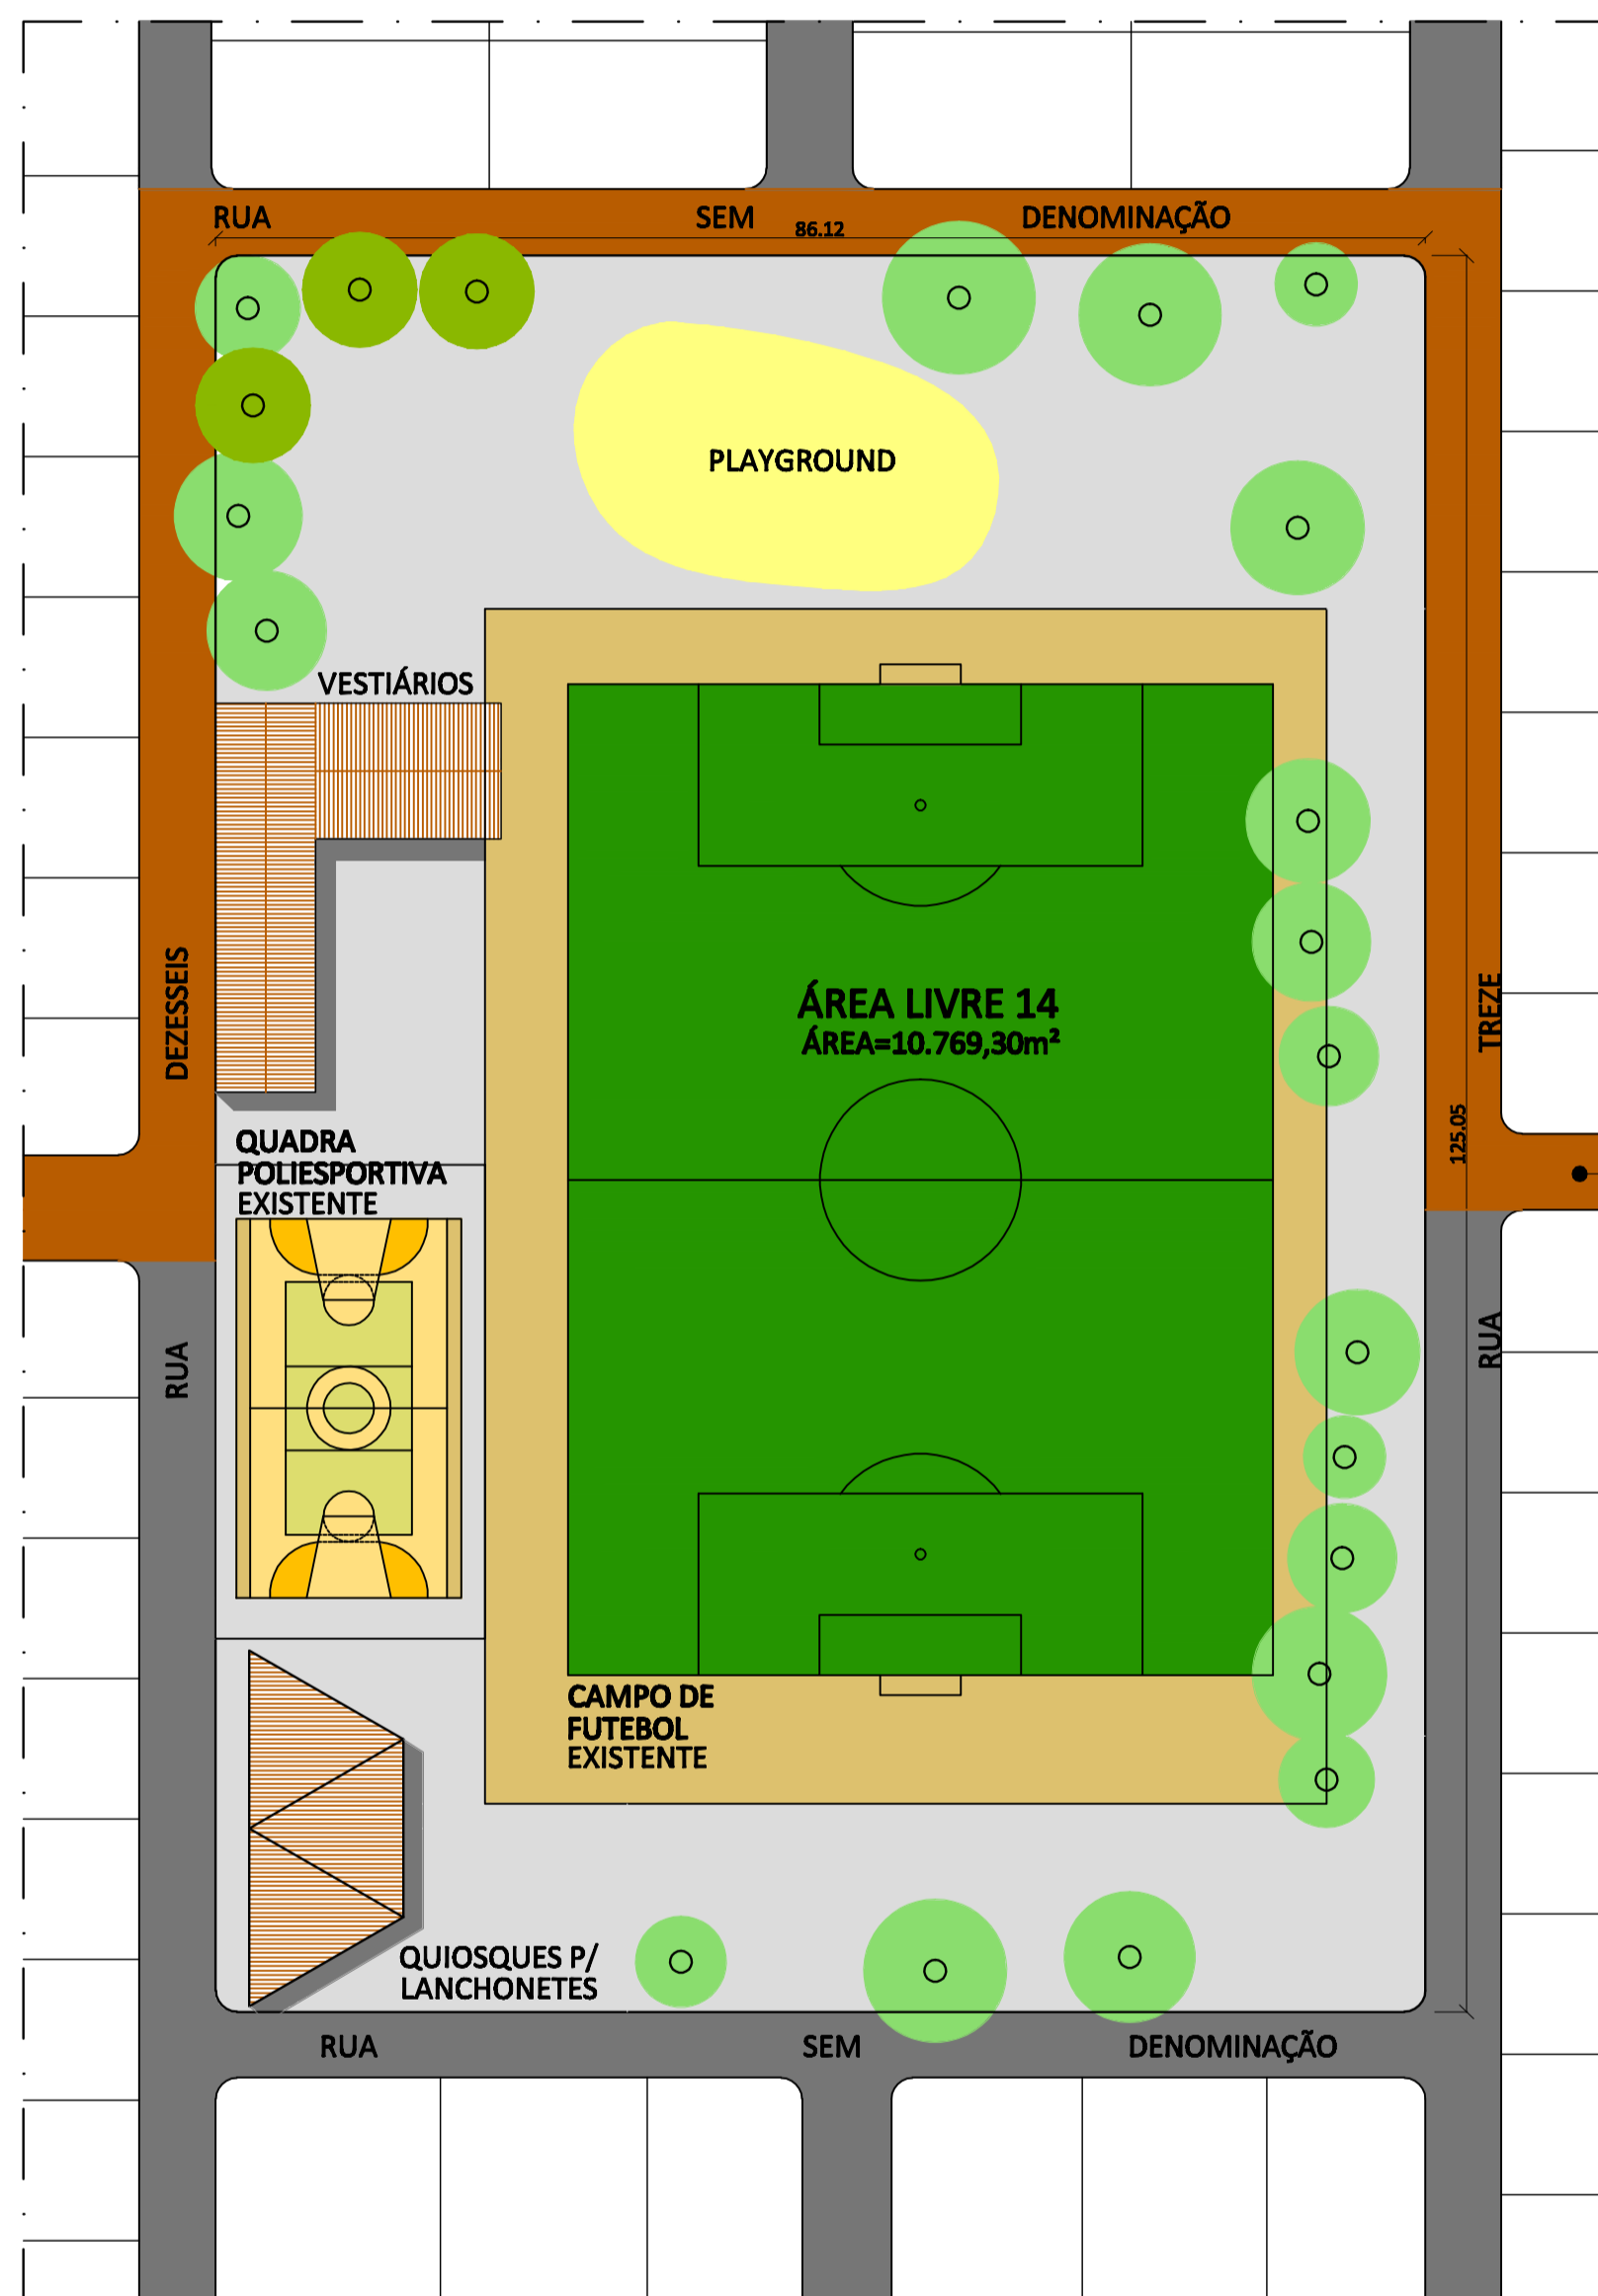 RUA SEM DENOMINAÇÃO
86.12
PLAYGROUND
VESTIÁRIOS
DEZESSEIS
TREZE
ÁREA LIVRE 14
ÁREA=10.769,30m²
125.05
QUADRA
POLIESPORTIVA
EXISTENTE
RUA
RUA
CAMPO DE
FUTEBOL
EXISTENTE
QUIOSQUES P/
LANCHONETES
RUA SEM DENOMINAÇÃO